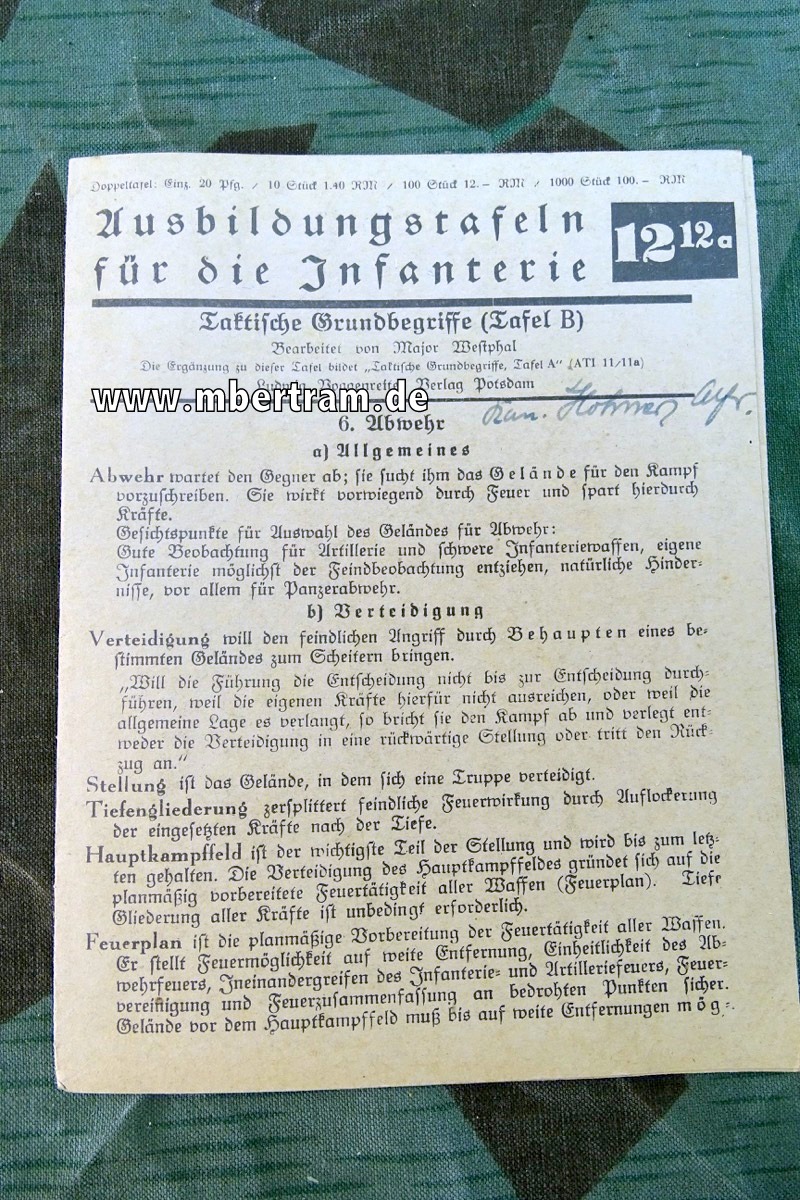 Doppeltafel: Einz. 20 Pfg. / 10 Stück 1.40 RM / 100 Stück 12.- RM / 1000 Stück 100.- RM
Ausbildungstafeln
für die Infanterie
12 12a
Taktische Grundbegriffe (Tafel B)
Bearbeitet von Major Westphal
Die Ergänzung zu dieser Tafel bildet „Taktische Grundbegriffe, Tafel A" (ATI 11/11a)
Ludwig Voggenreiter Verlag Potsdam
www.mbertram.de
6. Abwehr
a) Allgemeines
Abwehr wartet den Gegner ab; sie sucht ihm das Gelände für den Kampf
vorzuschreiben. Sie wirkt vorwiegend durch Feuer und spart hierdurch
Kräfte.
Gesichtspunkte für Auswahl des Geländes für Abwehr:
Gute Beobachtung für Artillerie und schwere Infanteriewaffen, eigene
Infanterie möglichst der Feindbeobachtung entziehen, natürliche Hinder-
nisse, vor allem für Panzerabwehr.
b) Verteidigung
Verteidigung will den feindlichen Angriff durch Behaupten eines be-
stimmten Geländes zum Scheitern bringen.
„Will die Führung die Entscheidung nicht bis zur Entscheidung durch-
führen, weil die eigenen Kräfte hierfür nicht ausreichen, oder weil die
allgemeine Lage es verlangt, so bricht sie den Kampf ab und verlegt ent-
weder die Verteidigung in eine rückwärtige Stellung oder tritt den Rück-
zug an."
Stellung ist das Gelände, in dem sich eine Truppe verteidigt.
Tiefengliederung zersplittert feindliche Feuerwirkung durch Auflockerung
der eingesetzten Kräfte nach der Tiefe.
Hauptkampffeld ist der wichtigste Teil der Stellung und wird bis zum letz-
ten gehalten. Die Verteidigung des Hauptkampffeldes gründet sich auf die
planmäßig vorbereitete Feuertätigkeit aller Waffen (Feuerplan). Tiefe
Gliederung aller Kräfte ist unbedingt erforderlich.
Feuerplan ist die planmäßige Vorbereitung der Feuertätigkeit aller Waffen.
Er stellt Feuermöglichkeit auf weite Entfernung, Einheitlichkeit des Ab-
wehrfeuers, Ineinandergreifen des Infanterie- und Artilleriefeuers, Feuer-
vereinigung und Feuerzusammenfassung an bedrohten Punkten sicher.
Gelände vor dem Hauptkampffeld muß bis auf weite Entfernungen mög-